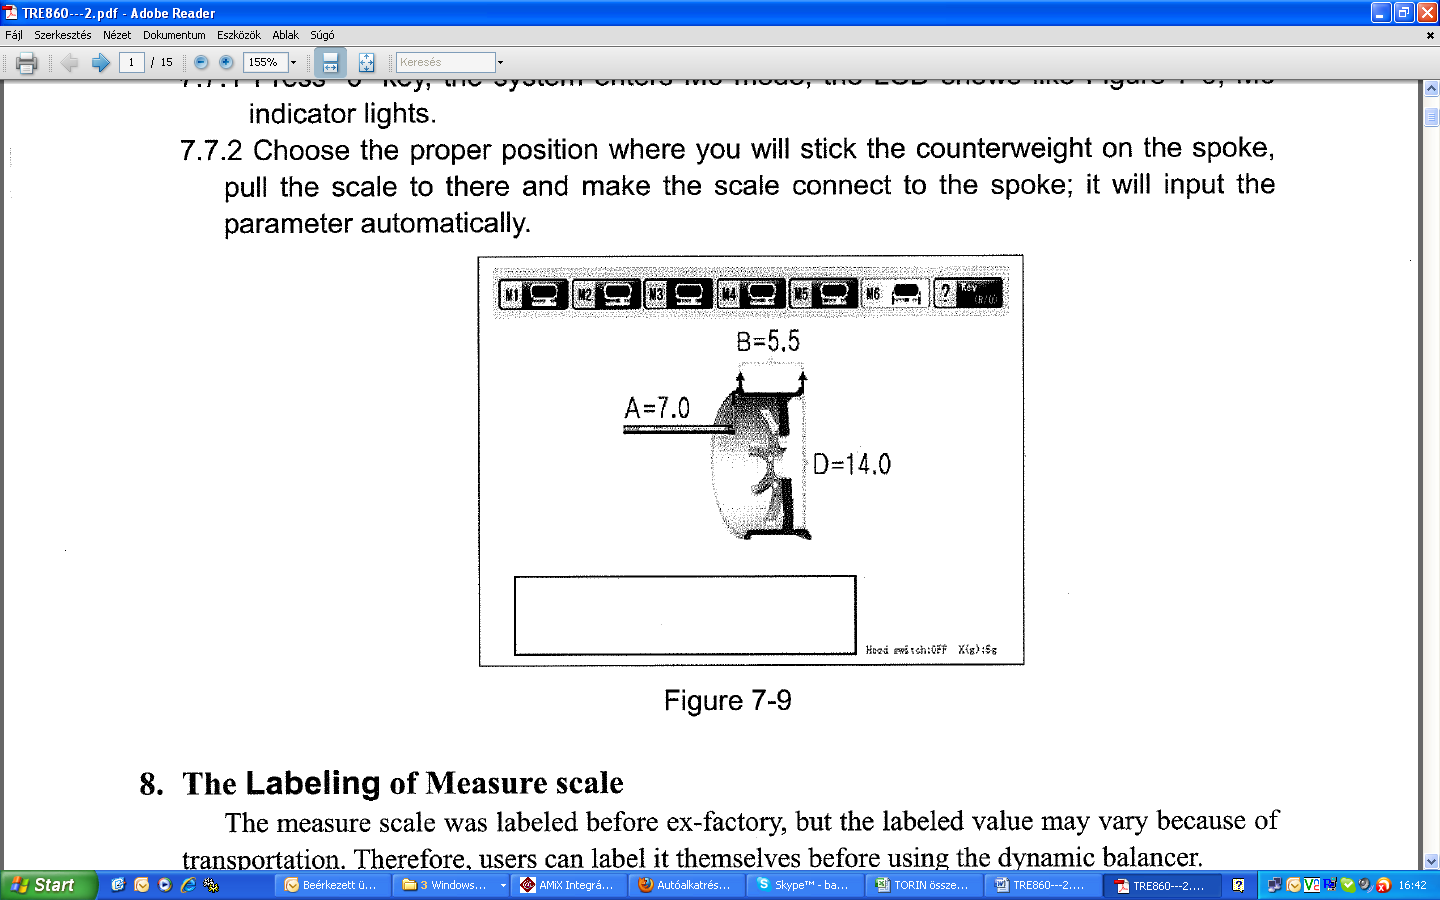 TRE860---2.pdf - Adobe Reader
Fájl Szerkesztés Nézet Dokumentum Eszközök Ablak Súgó
1 / 15 155% Keresés
indicator lights.
7.7.2 Choose the proper position where you will stick the counterweight on the spoke,
pull the scale to there and make the scale connect to the spoke; it will input the
parameter automatically.
M1 M2 M3 M4 M5 M6 ? Key
B=5.5
A=7.0
D=14.0
Hood switch:OFF X(g):5g
Figure 7-9
8. The Labeling of Measure scale
The measure scale was labeled before ex-factory, but the labeled value may vary because of
transportation. Therefore, users can label it themselves before using the dynamic balancer.
Start Beérkezett ü... 3 Windows... AMiX Integrá... Autóalkatrés... Skype™ - ba... TORIN össze... TRE860---2.... TRE860---2.... 16:42